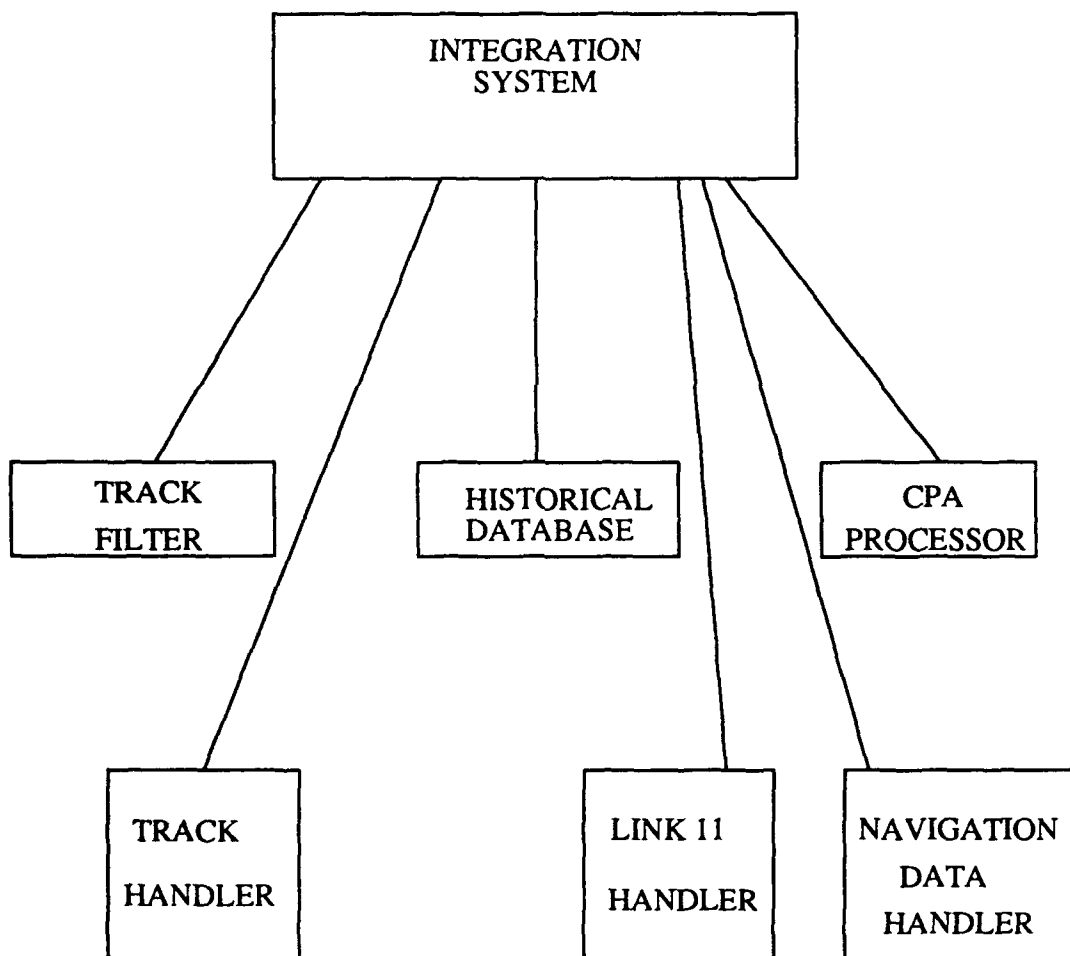 INTEGRATION
SYSTEM
TRACK
FILTER
HISTORICAL
DATABASE
CPA
PROCESSOR
TRACK
HANDLER
LINK 11
HANDLER
NAVIGATION
DATA
HANDLER